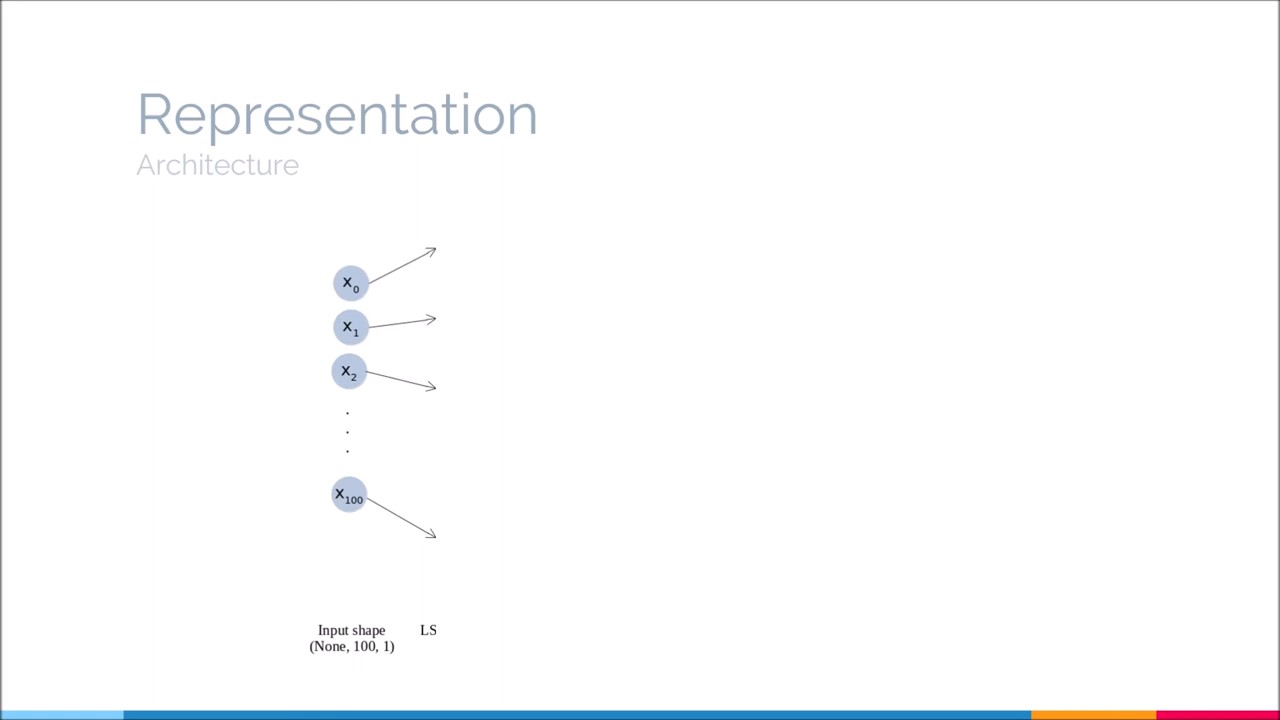 Representation
Architecture
x0
x1
x2
.
.
.
x100
Input shape LS
(None, 100, 1)